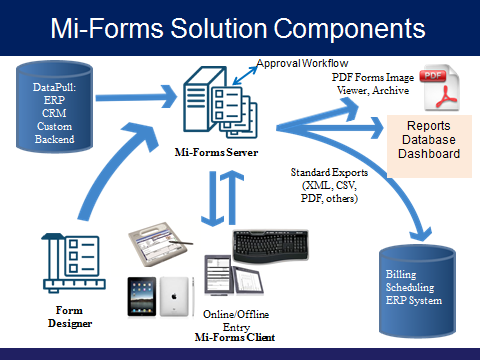 Mi-Forms Solution Components
Approval Workflow
DataPull:
ERP
CRM
Custom
Backend
Mi-Forms Server
PDF Forms Image
Viewer, Archive
PDF
Reports
Database
Dashboard
Standard Exports
(XML, CSV,
PDF, others)
Form
Designer
Online/Offline
Entry
Mi-Forms Client
Billing
Scheduling
ERP System